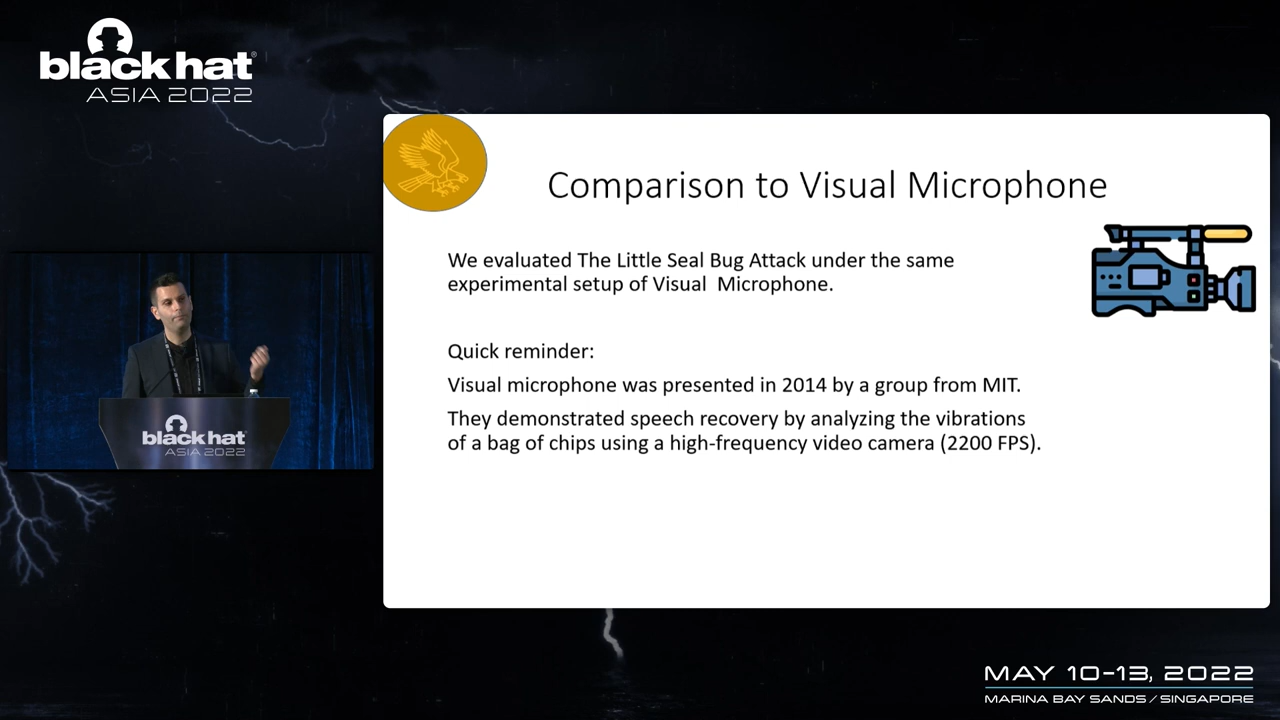 black hat®
ASIA 2022
Comparison to Visual Microphone
We evaluated The Little Seal Bug Attack under the same
experimental setup of Visual  Microphone.
Quick reminder:
Visual microphone was presented in 2014 by a group from MIT.
They demonstrated speech recovery by analyzing the vibrations
of a bag of chips using a high-frequency video camera (2200 FPS).
black hat
ASIA 2022
MAY 10-13, 2022
MARINA BAY SANDS / SINGAPORE